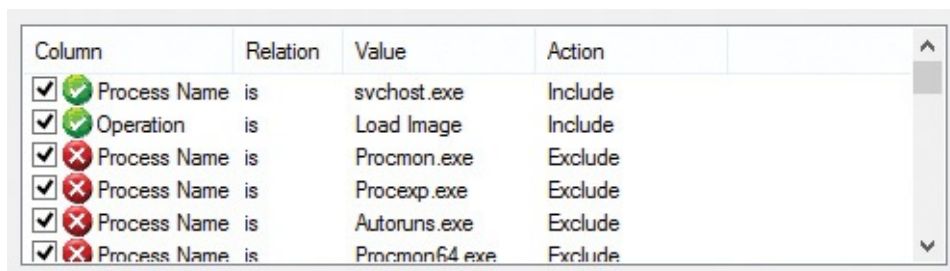 Column Relation Value Action
Process Name is svchost.exe Include
Operation is Load Image Include
Process Name is Procmon.exe Exclude
Process Name is Procexp.exe Exclude
Process Name is Autoruns.exe Exclude
Process Name is Procmon64.exe Exclude